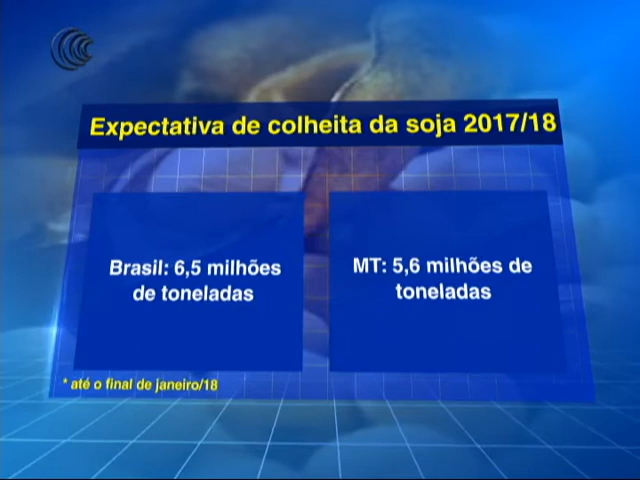 Expectativa de colheita da soja 2017/18
Brasil: 6,5 milhões
de toneladas
MT: 5,6 milhões de
toneladas
* até o final de janeiro/18